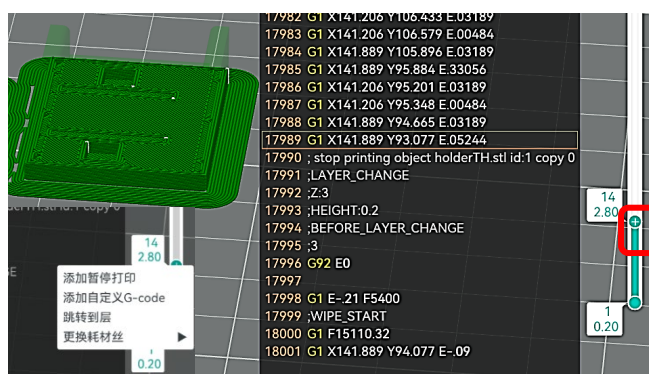 17982 G1 X141.206 Y106.433 E.03189
17983 G1 X141.206 Y106.579 E.00484
17984 G1 X141.889 Y105.896 E.03189
17985 G1 X141.889 Y95.884 E.33056
17986 G1 X141.206 Y95.201 E.03189
17987 G1 X141.206 Y95.348 E.00484
17988 G1 X141.889 Y94.665 E.03189
17989 G1 X141.889 Y93.077 E.05244
17990 ; stop printing object holderTH.stl id:1 copy 0
17991 ;LAYER_CHANGE
17992 ;Z:3
17993 ;HEIGHT:0.2
17994 ;BEFORE_LAYER_CHANGE
17995 ;3
17996 G92 E0
17997
17998 G1 E-.21 F5400
17999 ;WIPE_START
18000 G1 F15110.32
18001 G1 X141.889 Y94.077 E-.09
14
2.80
1
0.20
14
2.80
添加暂停打印
添加自定义G-code
跳转到层
更换耗材丝
1
0.20